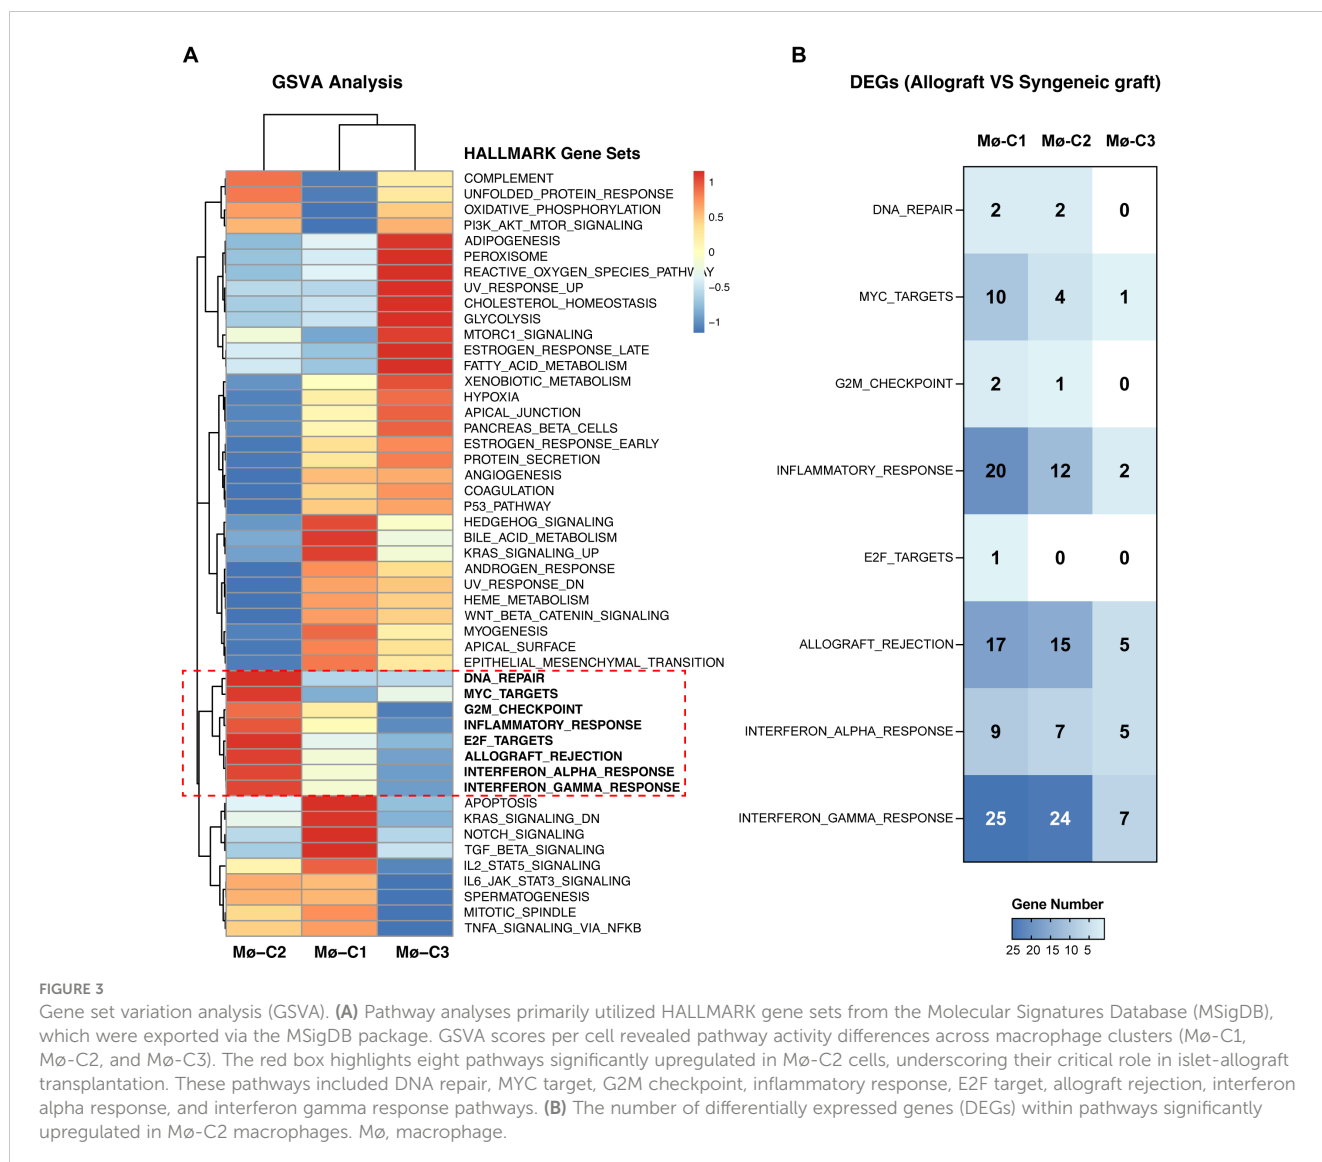 A
GSVA Analysis
HALLMARK Gene Sets
COMPLEMENT
UNFOLDED_PROTEIN_RESPONSE
OXIDATIVE_PHOSPHORYLATION
PI3K_AKT_MTOR_SIGNALING
ADIPOGENESIS
PEROXISOME
REACTIVE_OXYGEN_SPECIES_PATHWAY
UV_RESPONSE_UP
CHOLESTEROL_HOMEOSTASIS
GLYCOLYSIS
MTORC1_SIGNALING
ESTROGEN_RESPONSE_LATE
FATTY_ACID_METABOLISM
XENOBIOTIC_METABOLISM
HYPOXIA
APICAL_JUNCTION
PANCREAS_BETA_CELLS
ESTROGEN_RESPONSE_EARLY
PROTEIN_SECRETION
ANGIOGENESIS
COAGULATION
P53_PATHWAY
HEDGEHOG_SIGNALING
BILE_ACID_METABOLISM
KRAS_SIGNALING_UP
ANDROGEN_RESPONSE
UV_RESPONSE_DN
HEME_METABOLISM
WNT_BETA_CATENIN_SIGNALING
MYOGENESIS
APICAL_SURFACE
EPITHELIAL_MESENCHYMAL_TRANSITION
DNA_REPAIR
MYC_TARGETS
G2M_CHECKPOINT
INFLAMMATORY_RESPONSE
E2F_TARGETS
ALLOGRAFT_REJECTION
INTERFERON_ALPHA_RESPONSE
INTERFERON_GAMMA_RESPONSE
APOPTOSIS
KRAS_SIGNALING_DN
NOTCH_SIGNALING
TGF_BETA_SIGNALING
IL2_STAT5_SIGNALING
IL6_JAK_STAT3_SIGNALING
SPERMATOGENESIS
MITOTIC_SPINDLE
TNFA_SIGNALING_VIA_NFKB
1
0.5
0
−0.5
−1
Mø–C2 Mø–C1 Mø–C3
B
DEGs (Allograft VS Syngeneic graft)
Mø-C1 Mø-C2 Mø-C3
DNA_REPAIR 2 2 0
MYC_TARGETS 10 4 1
G2M_CHECKPOINT 2 1 0
INFLAMMATORY_RESPONSE 20 12 2
E2F_TARGETS 1 0 0
ALLOGRAFT_REJECTION 17 15 5
INTERFERON_ALPHA_RESPONSE 9 7 5
INTERFERON_GAMMA_RESPONSE 25 24 7
Gene Number
25 20 15 10 5
FIGURE 3
Gene set variation analysis (GSVA). (A) Pathway analyses primarily utilized HALLMARK gene sets from the Molecular Signatures Database (MSigDB),
which were exported via the MSigDB package. GSVA scores per cell revealed pathway activity differences across macrophage clusters (Mø-C1,
Mø-C2, and Mø-C3). The red box highlights eight pathways significantly upregulated in Mø-C2 cells, underscoring their critical role in islet-allograft
transplantation. These pathways included DNA repair, MYC target, G2M checkpoint, inflammatory response, E2F target, allograft rejection, interferon
alpha response, and interferon gamma response pathways. (B) The number of differentially expressed genes (DEGs) within pathways significantly
upregulated in Mø-C2 macrophages. Mø, macrophage.